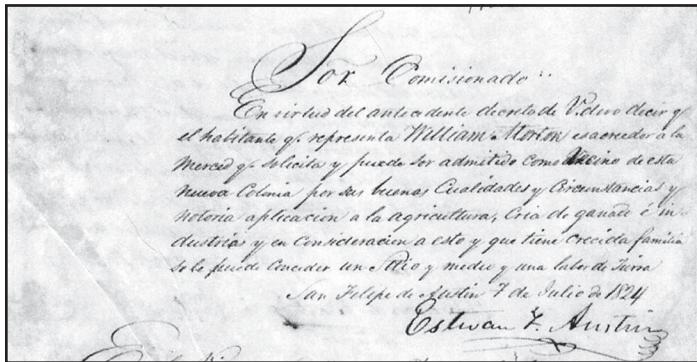 Sor Comisionado
En virtud del antecedente decreto de V. devo decir q
el habitante q. representa William Morton es acreedor a la
Merced q. solicita y puede ser admitido como Vecino de esta
nueva Colonia por sus buenas Cualidades y Circunstancias y
notoria aplicacion a la agricultura, Cria de ganado é in
dustria y en Consideracion a esto y que tiene crecida familia
se le puede Conceder un Sitio y medio y una labor de Tierra
San Felipe de Austin 7 de Julio de 1824
Estevan F. Austin